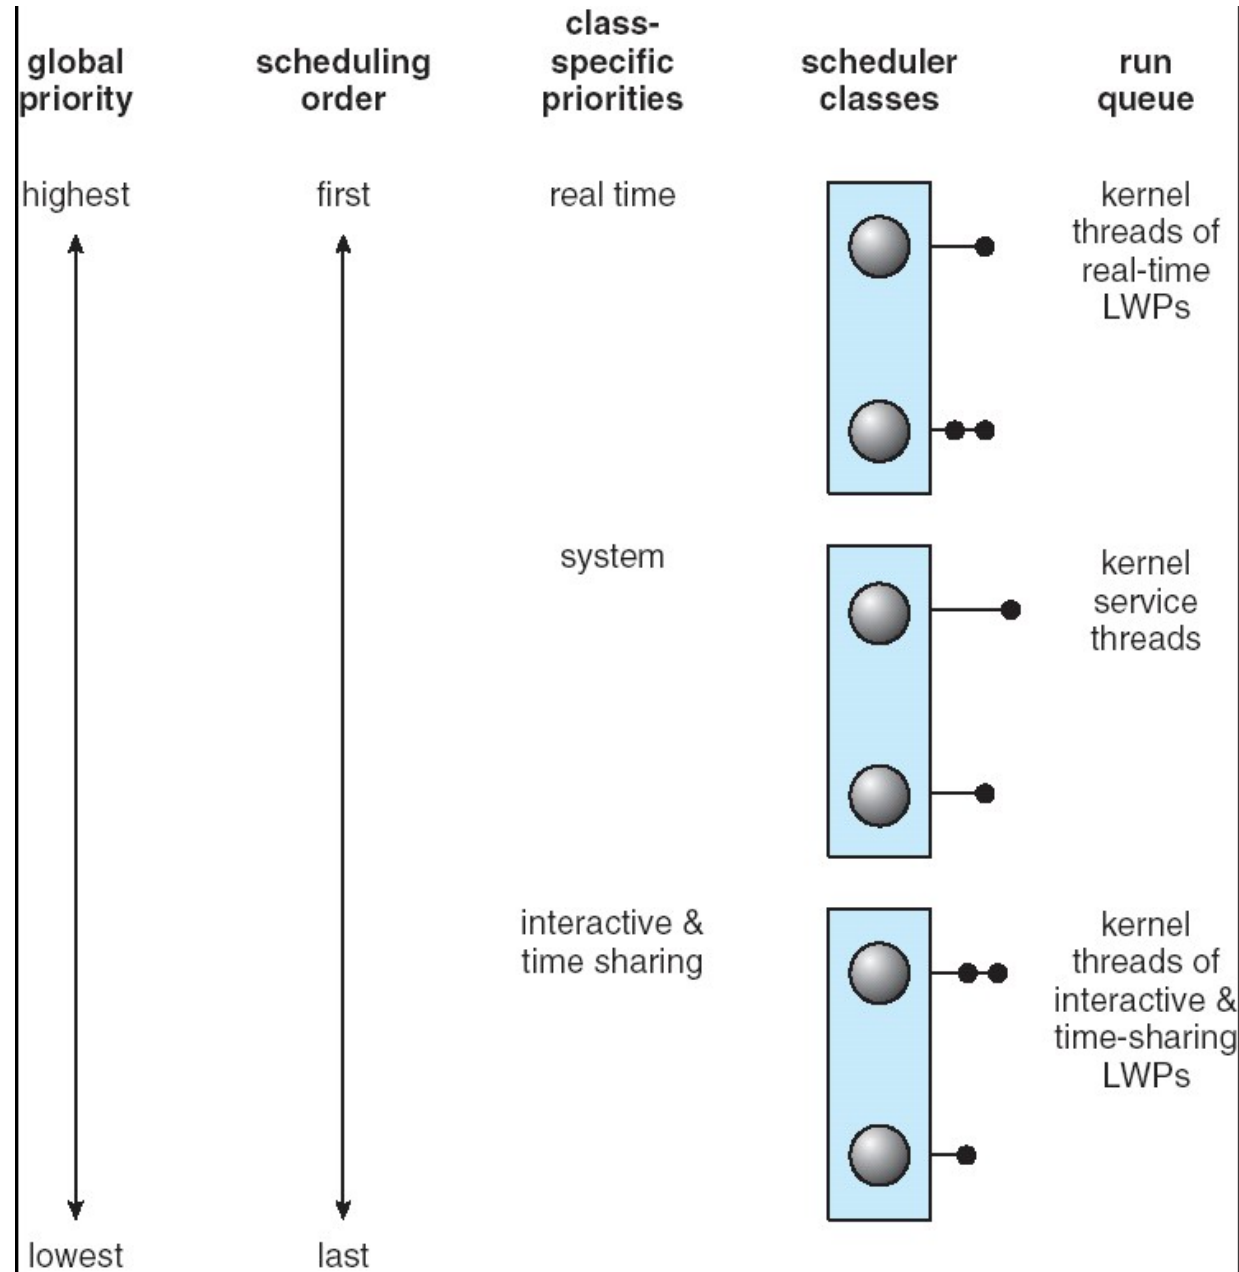 global
priority
scheduling
order
class-
specific
priorities
scheduler
classes
run
queue
highest
first
real time
kernel
threads of
real-time
LWPs
system
kernel
service
threads
interactive &
time sharing
kernel
threads of
interactive &
time-sharing
LWPs
lowest
last